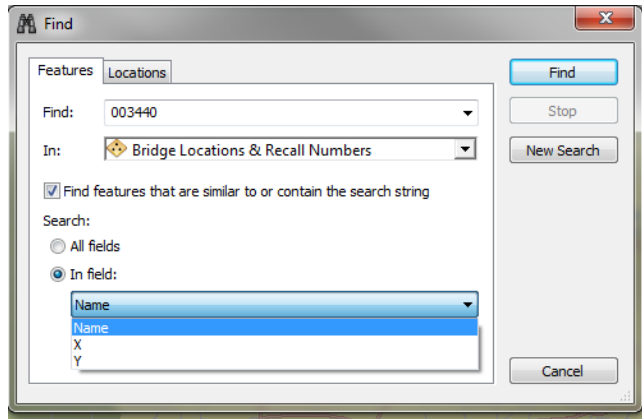 Find
Features Locations
Find: 003440
In: Bridge Locations & Recall Numbers
Find features that are similar to or contain the search string
Search:
All fields
In field:
Name
Name
X
Y
Find
Stop
New Search
Cancel